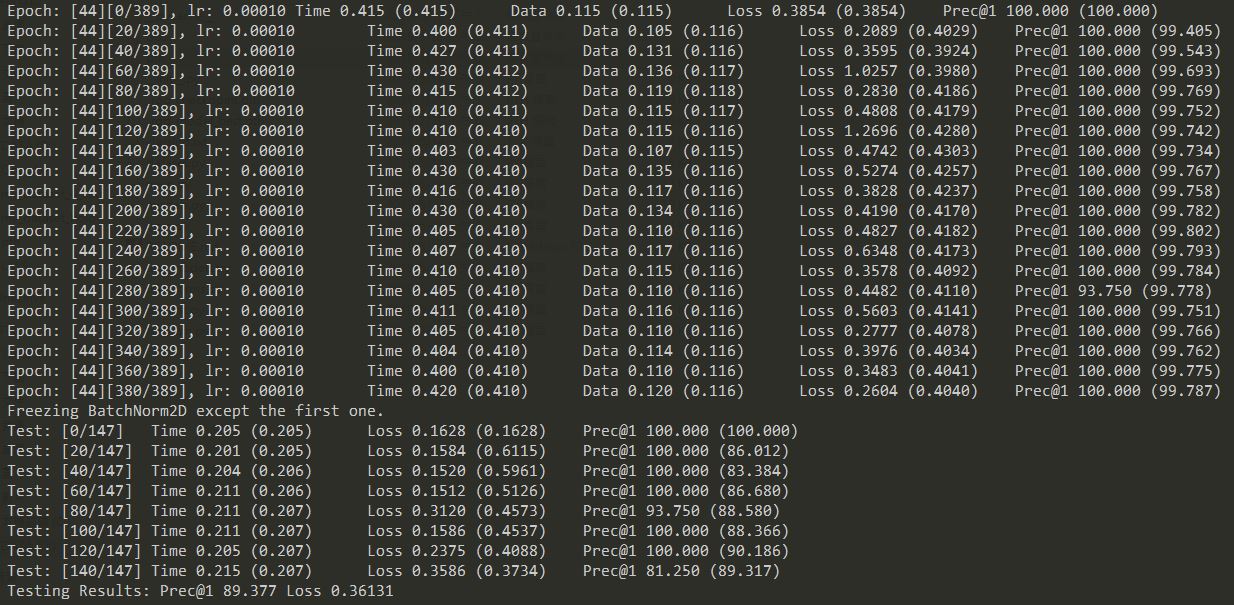 Epoch: [44][0/389], lr: 0.00010 Time 0.415 (0.415) Data 0.115 (0.115) Loss 0.3854 (0.3854) Prec@1 100.000 (100.000)
Epoch: [44][20/389], lr: 0.00010 Time 0.400 (0.411) Data 0.105 (0.116) Loss 0.2089 (0.4029) Prec@1 100.000 (99.405)
Epoch: [44][40/389], lr: 0.00010 Time 0.427 (0.411) Data 0.131 (0.116) Loss 0.3595 (0.3924) Prec@1 100.000 (99.543)
Epoch: [44][60/389], lr: 0.00010 Time 0.430 (0.412) Data 0.136 (0.117) Loss 1.0257 (0.3980) Prec@1 100.000 (99.693)
Epoch: [44][80/389], lr: 0.00010 Time 0.415 (0.412) Data 0.119 (0.118) Loss 0.2830 (0.4186) Prec@1 100.000 (99.769)
Epoch: [44][100/389], lr: 0.00010 Time 0.410 (0.411) Data 0.115 (0.117) Loss 0.4808 (0.4179) Prec@1 100.000 (99.752)
Epoch: [44][120/389], lr: 0.00010 Time 0.410 (0.410) Data 0.115 (0.116) Loss 1.2696 (0.4280) Prec@1 100.000 (99.742)
Epoch: [44][140/389], lr: 0.00010 Time 0.403 (0.410) Data 0.107 (0.115) Loss 0.4742 (0.4303) Prec@1 100.000 (99.734)
Epoch: [44][160/389], lr: 0.00010 Time 0.430 (0.410) Data 0.135 (0.116) Loss 0.5274 (0.4257) Prec@1 100.000 (99.767)
Epoch: [44][180/389], lr: 0.00010 Time 0.416 (0.410) Data 0.117 (0.116) Loss 0.3828 (0.4237) Prec@1 100.000 (99.758)
Epoch: [44][200/389], lr: 0.00010 Time 0.430 (0.410) Data 0.134 (0.116) Loss 0.4190 (0.4170) Prec@1 100.000 (99.782)
Epoch: [44][220/389], lr: 0.00010 Time 0.405 (0.410) Data 0.110 (0.116) Loss 0.4827 (0.4182) Prec@1 100.000 (99.802)
Epoch: [44][240/389], lr: 0.00010 Time 0.407 (0.410) Data 0.117 (0.116) Loss 0.6348 (0.4173) Prec@1 100.000 (99.793)
Epoch: [44][260/389], lr: 0.00010 Time 0.410 (0.410) Data 0.115 (0.116) Loss 0.3578 (0.4092) Prec@1 100.000 (99.784)
Epoch: [44][280/389], lr: 0.00010 Time 0.405 (0.410) Data 0.110 (0.116) Loss 0.4482 (0.4110) Prec@1 93.750 (99.778)
Epoch: [44][300/389], lr: 0.00010 Time 0.411 (0.410) Data 0.116 (0.116) Loss 0.5603 (0.4141) Prec@1 100.000 (99.751)
Epoch: [44][320/389], lr: 0.00010 Time 0.405 (0.410) Data 0.110 (0.116) Loss 0.2777 (0.4078) Prec@1 100.000 (99.766)
Epoch: [44][340/389], lr: 0.00010 Time 0.404 (0.410) Data 0.114 (0.116) Loss 0.3976 (0.4034) Prec@1 100.000 (99.762)
Epoch: [44][360/389], lr: 0.00010 Time 0.400 (0.410) Data 0.110 (0.116) Loss 0.3483 (0.4041) Prec@1 100.000 (99.775)
Epoch: [44][380/389], lr: 0.00010 Time 0.420 (0.410) Data 0.120 (0.116) Loss 0.2604 (0.4040) Prec@1 100.000 (99.787)
Freezing BatchNorm2D except the first one.
Test: [0/147] Time 0.205 (0.205) Loss 0.1628 (0.1628) Prec@1 100.000 (100.000)
Test: [20/147] Time 0.201 (0.205) Loss 0.1584 (0.6115) Prec@1 100.000 (86.012)
Test: [40/147] Time 0.204 (0.206) Loss 0.1520 (0.5961) Prec@1 100.000 (83.384)
Test: [60/147] Time 0.211 (0.206) Loss 0.1512 (0.5126) Prec@1 100.000 (86.680)
Test: [80/147] Time 0.211 (0.207) Loss 0.3120 (0.4573) Prec@1 93.750 (88.580)
Test: [100/147] Time 0.211 (0.207) Loss 0.1586 (0.4537) Prec@1 100.000 (88.366)
Test: [120/147] Time 0.205 (0.207) Loss 0.2375 (0.4088) Prec@1 100.000 (90.186)
Test: [140/147] Time 0.215 (0.207) Loss 0.3586 (0.3734) Prec@1 81.250 (89.317)
Testing Results: Prec@1 89.377 Loss 0.36131